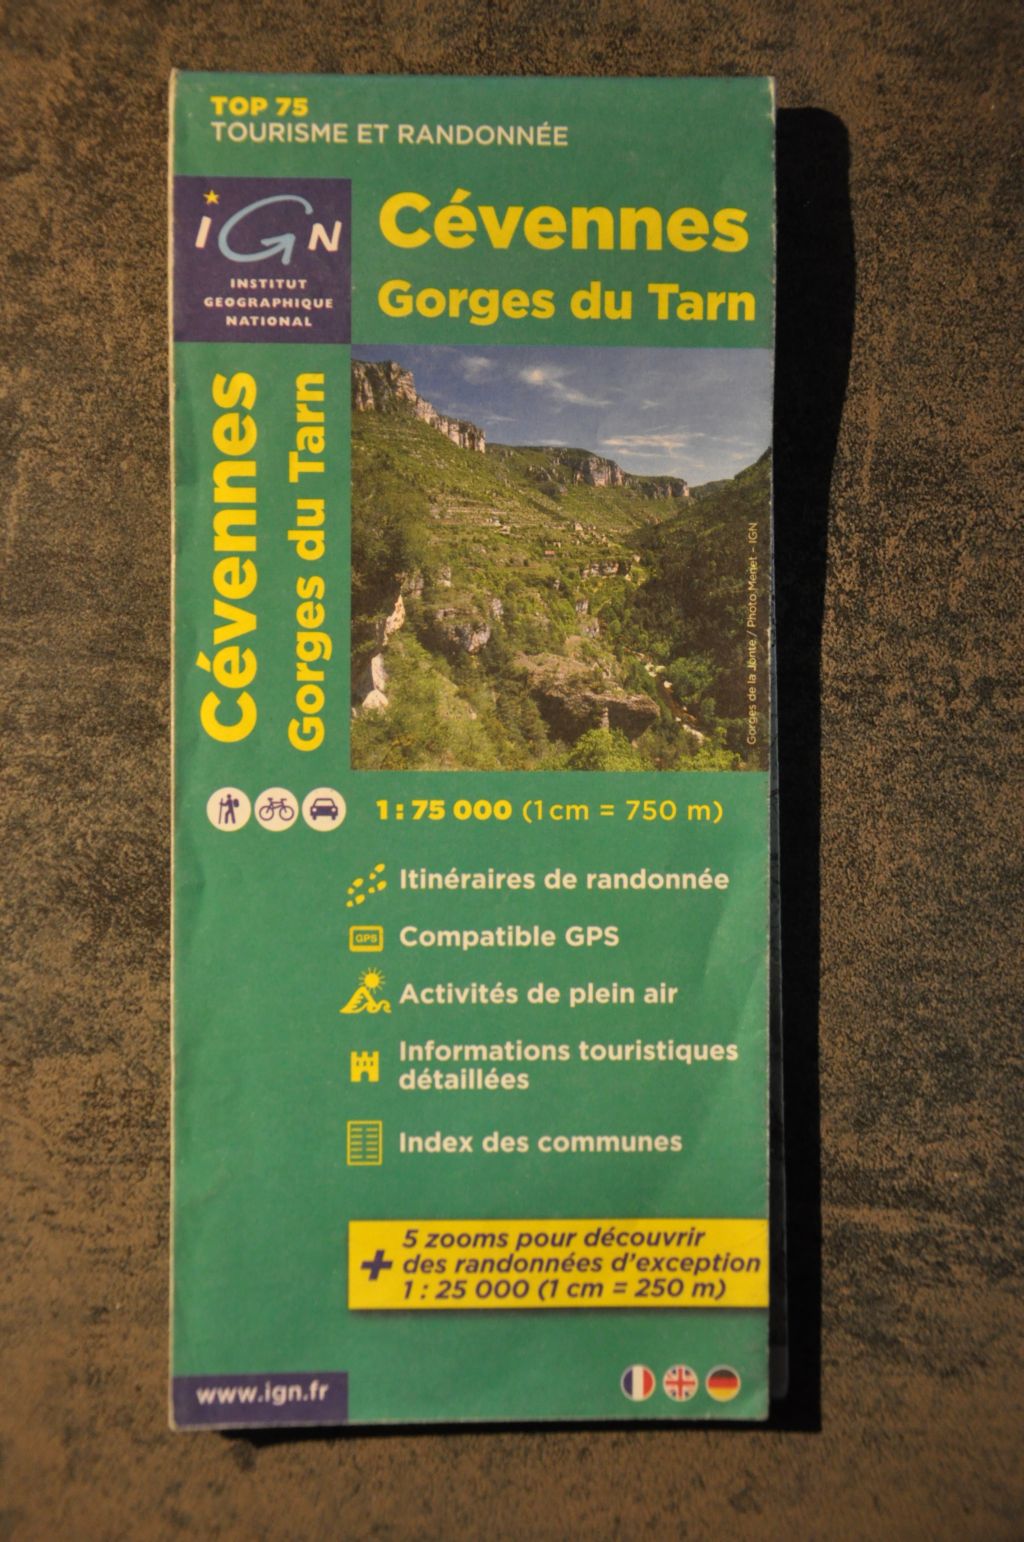 TOP 75
TOURISME ET RANDONNÉE
IGN
INSTITUT
GEOGRAPHIQUE
NATIONAL
Cévennes
Gorges du Tarn
Cévennes
Gorges du Tarn
Gorges de la Jonte / Photo Menet - IGN
1 : 75 000 (1 cm = 750 m)
Itinéraires de randonnée
GPS
Compatible GPS
Activités de plein air
Informations touristiques
détaillées
Index des communes
+ 5 zooms pour découvrir
des randonnées d'exception
1 : 25 000 (1 cm = 250 m)
www.ign.fr